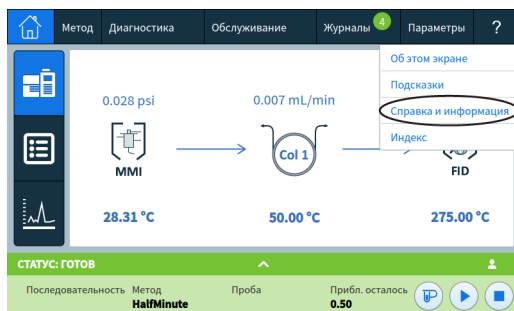 Метод Диагностика Обслуживание Журналы 4 Параметры ?
Об этом экране
Подсказки
Справка и информация
Индекс
0.028 psi 0.007 mL/min
Col 1
MMI FID
28.31 °C 50.00 °C 275.00 °C
СТАТУС: ГОТОВ
Последовательность Метод Проба Прибл. осталось
HalfMinute 0.50